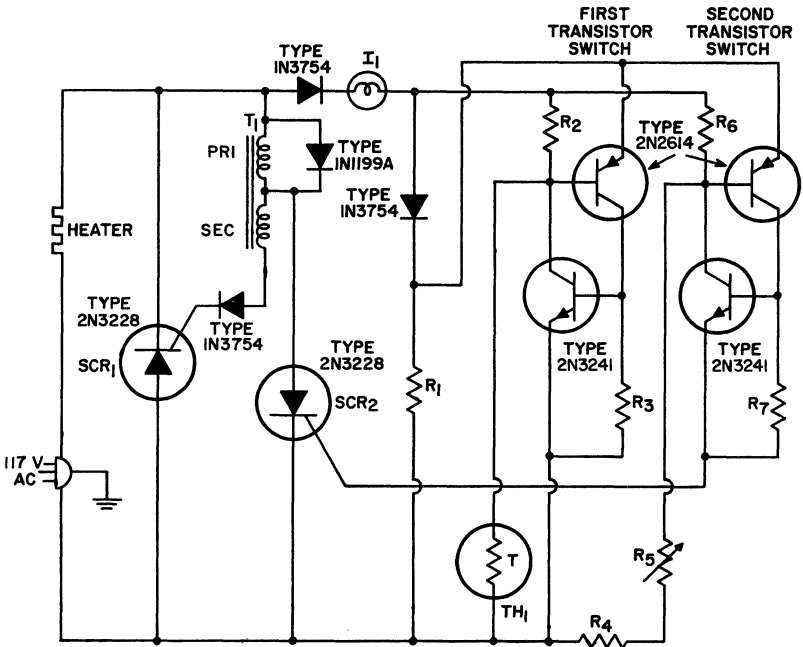 FIRST
TRANSISTOR
SWITCH
SECOND
TRANSISTOR
SWITCH
TYPE
1N3754
I1
T1
PRI
SEC
TYPE
1N1199A
TYPE
1N3754
R2
R6
TYPE
2N2614
HEATER
TYPE
2N3228
SCR1
TYPE
1N3754
TYPE
2N3228
SCR2
R1
TYPE
2N3241
TYPE
2N3241
R3
R7
117 V
AC
T
TH1
R5
R4